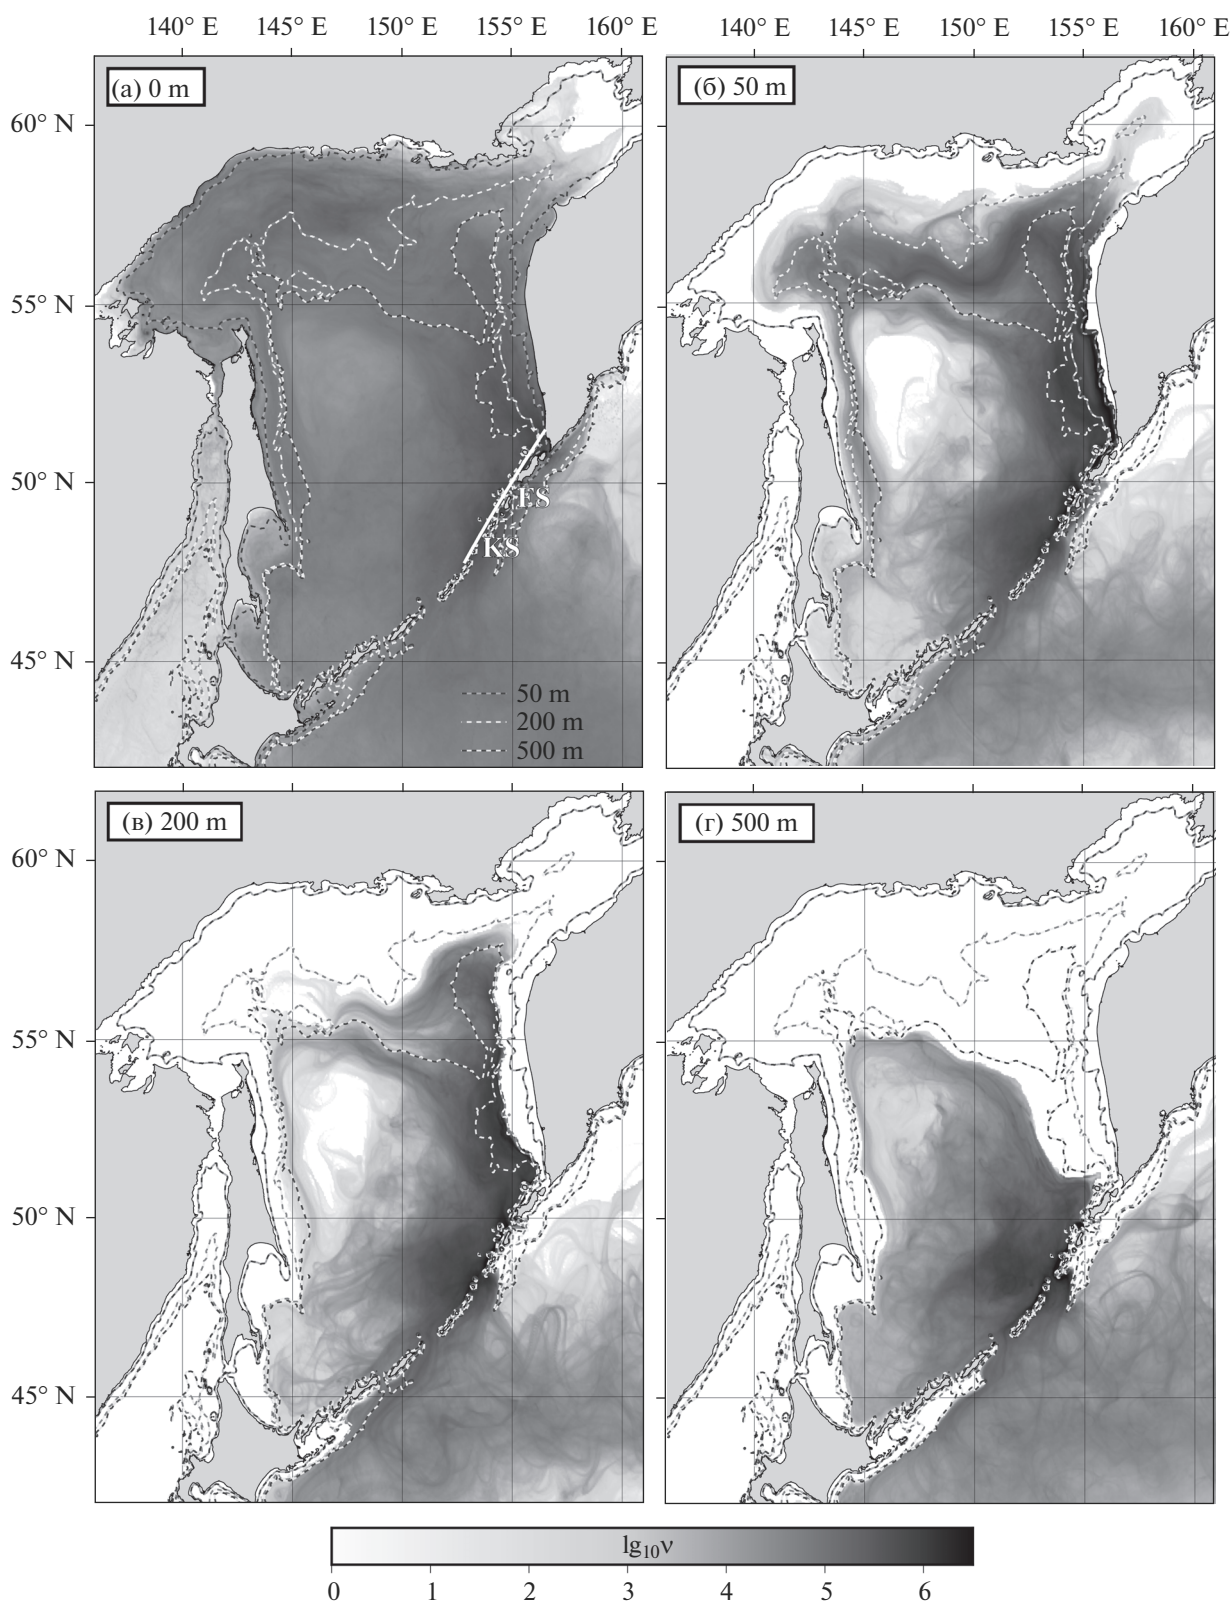 140° E 145° E 150° E 155° E 160° E 140° E 145° E 150° E 155° E 160° E
(а) 0 m
(б) 50 m
60° N
55° N
50° N
45° N
ES
KS
50 m
200 m
500 m
(в) 200 m
(г) 500 m
60° N
55° N
50° N
45° N
lg₁₀ν
0 1 2 3 4 5 6